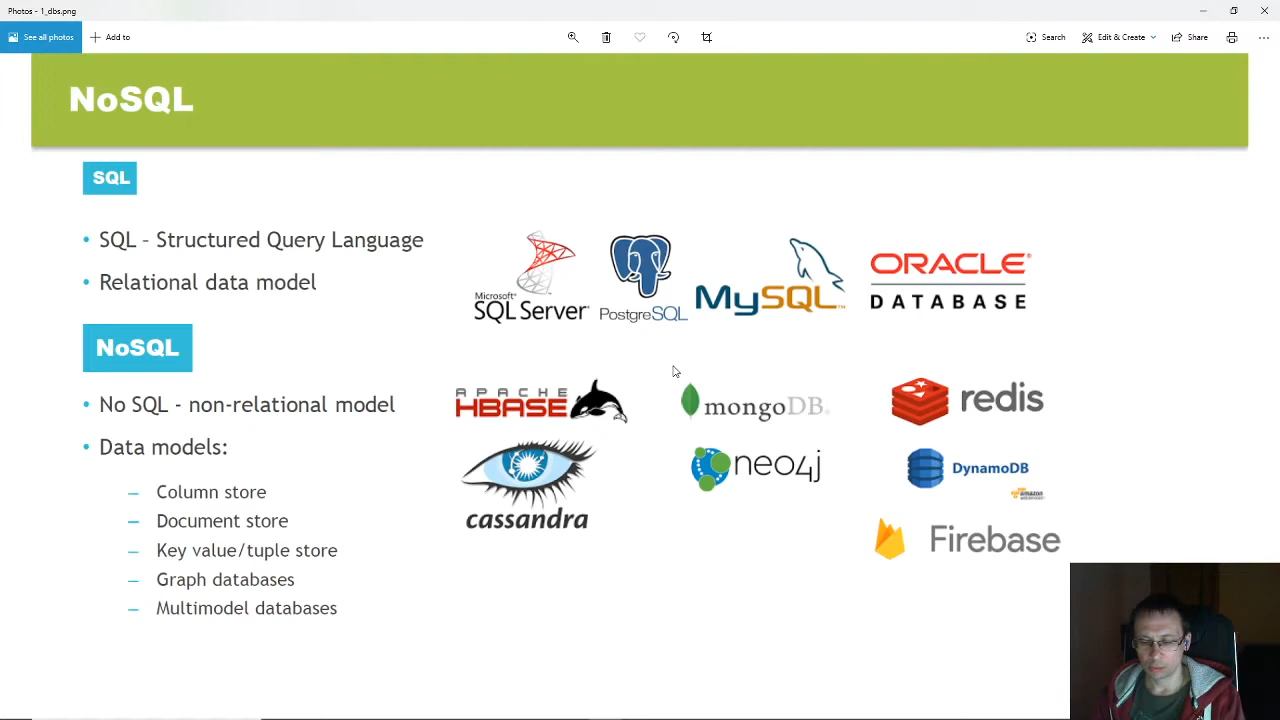 Photos - 1_dbs.png
See all photos
Add to
Search
Edit & Create
Share
NoSQL
SQL
• SQL – Structured Query Language
• Relational data model
Microsoft®
SQL Server®
PostgreSQL
MySQL™
ORACLE®
DATABASE
NoSQL
• No SQL - non-relational model
• Data models:
– Column store
– Document store
– Key value/tuple store
– Graph databases
– Multimodel databases
APACHE
HBASE
mongoDB®
redis
cassandra
neo4j
DynamoDB
amazon
Firebase